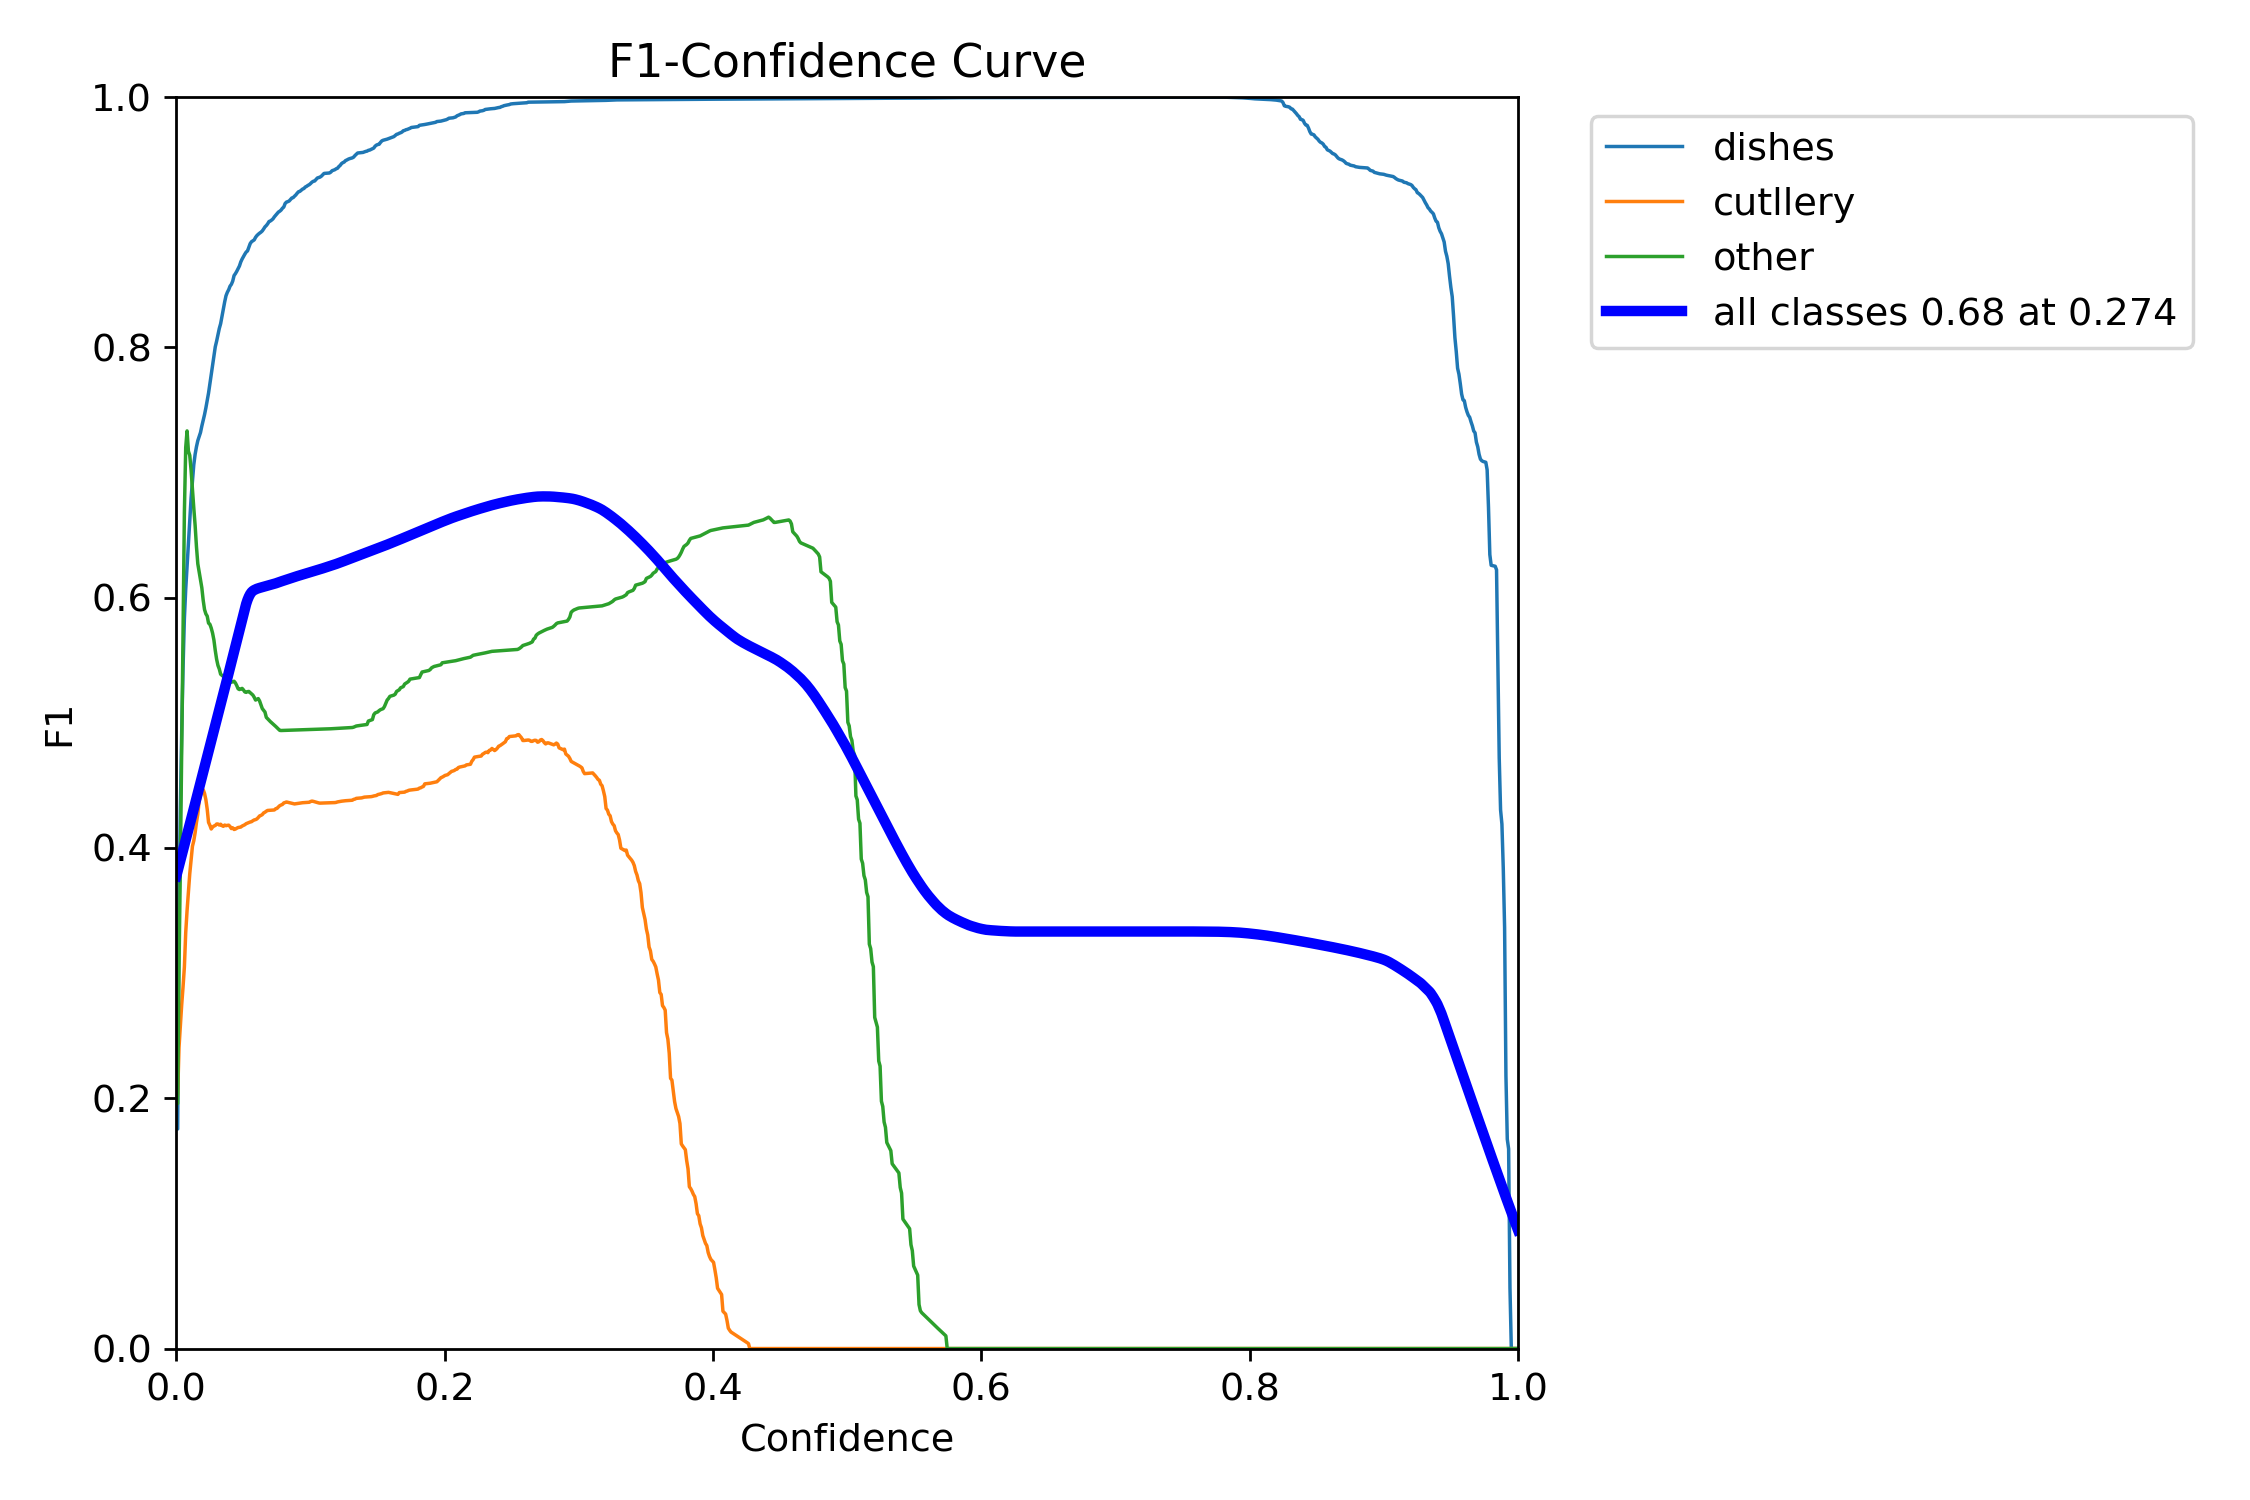 F1-Confidence Curve
1.0
0.8
0.6
0.4
0.2
0.0
F1
0.0 0.2 0.4 0.6 0.8 1.0
Confidence
dishes
cutllery
other
all classes 0.68 at 0.274